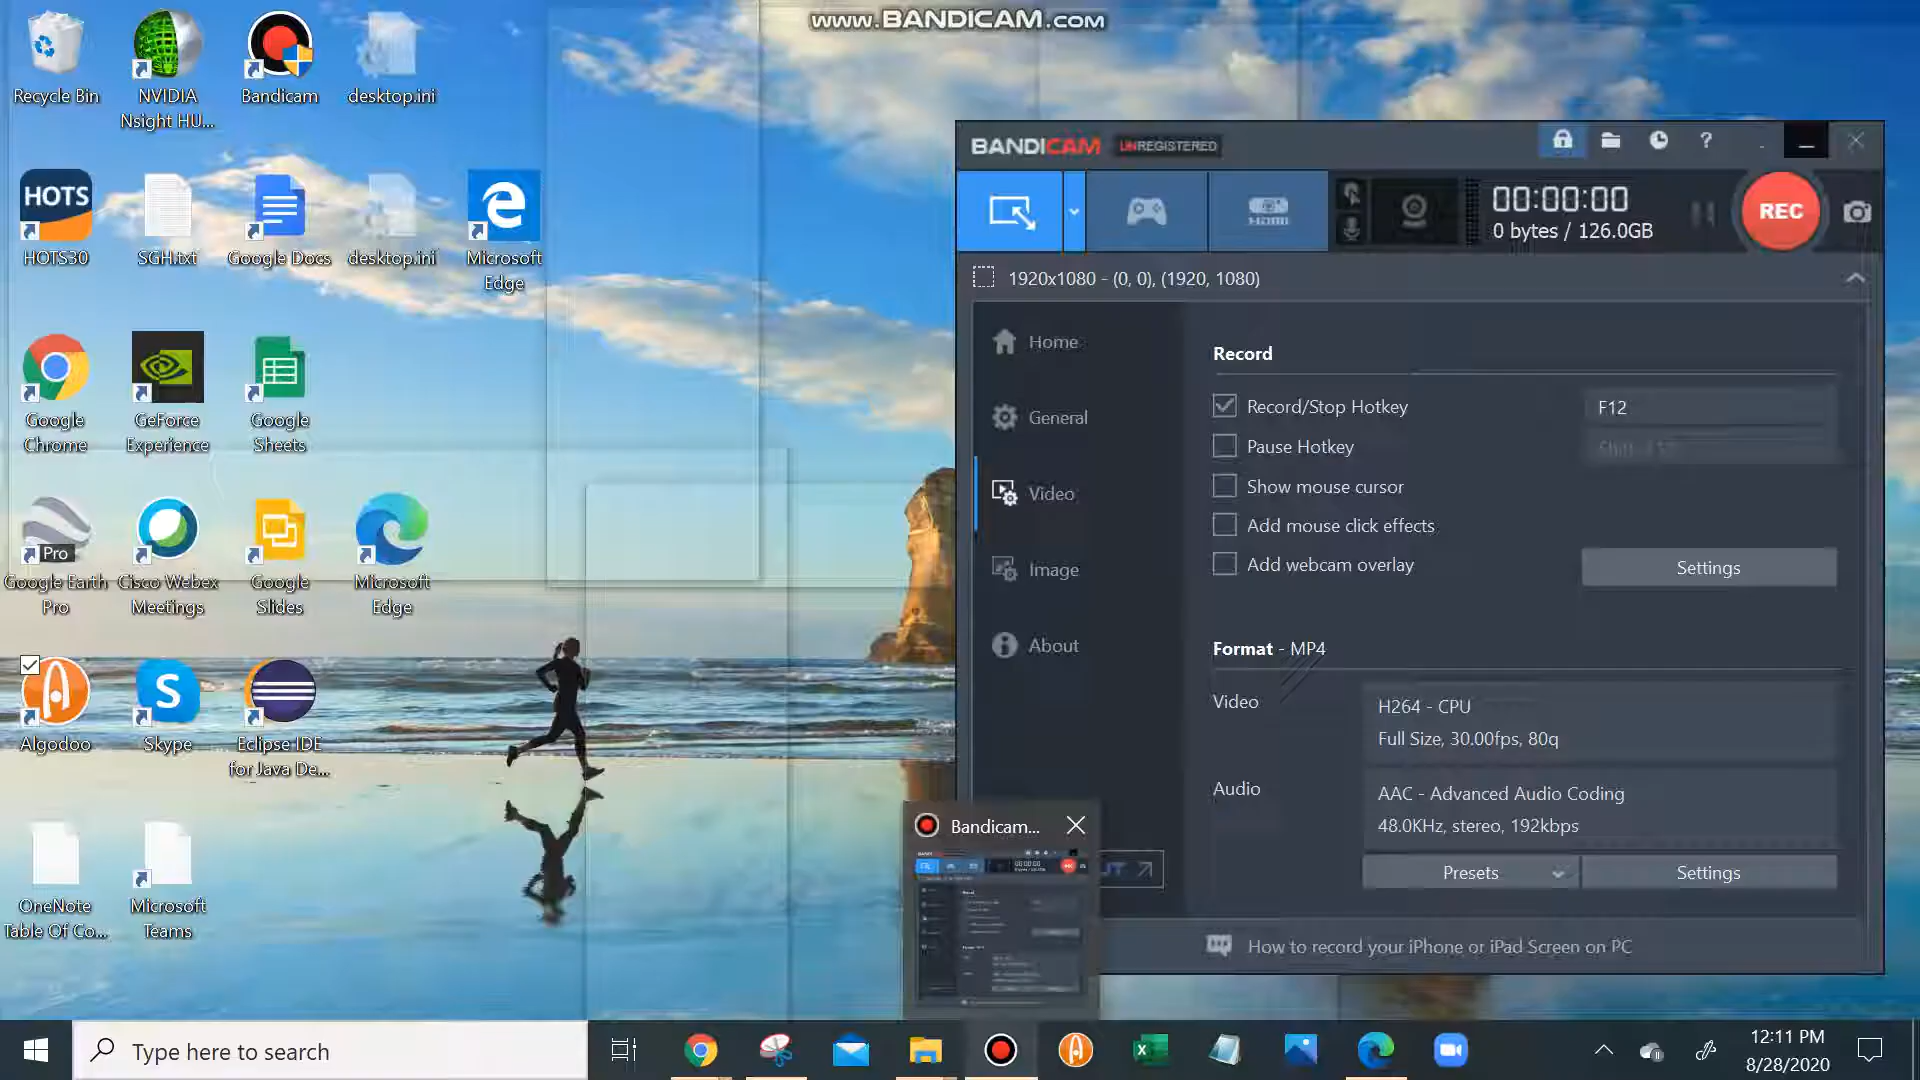 www.BANDICAM.com
Recycle Bin
NVIDIA
Nsight HU...
Bandicam
desktop.ini
HOTS
HOTS30
SGH.txt
Google Docs
desktop.ini
Microsoft
Edge
Google
Chrome
GeForce
Experience
Google
Sheets
Pro
Google Earth
Pro
Cisco Webex
Meetings
Google
Slides
Microsoft
Edge
Algodoo
Skype
Eclipse IDE
for Java De...
OneNote
Table Of Co...
Microsoft
Teams
BANDICAM UNREGISTERED
HDMI
00:00:00
0 bytes / 126.0GB
REC
1920x1080 - (0, 0), (1920, 1080)
Home
General
Video
Image
About
Record
Record/Stop Hotkey F12
Pause Hotkey
Show mouse cursor
Add mouse click effects
Add webcam overlay Settings
Format - MP4
Video
H264 - CPU
Full Size, 30.00fps, 80q
Audio
AAC - Advanced Audio Coding
48.0KHz, stereo, 192kbps
Presets Settings
Bandicam...
How to record your iPhone or iPad Screen on PC
Type here to search
12:11 PM
8/28/2020